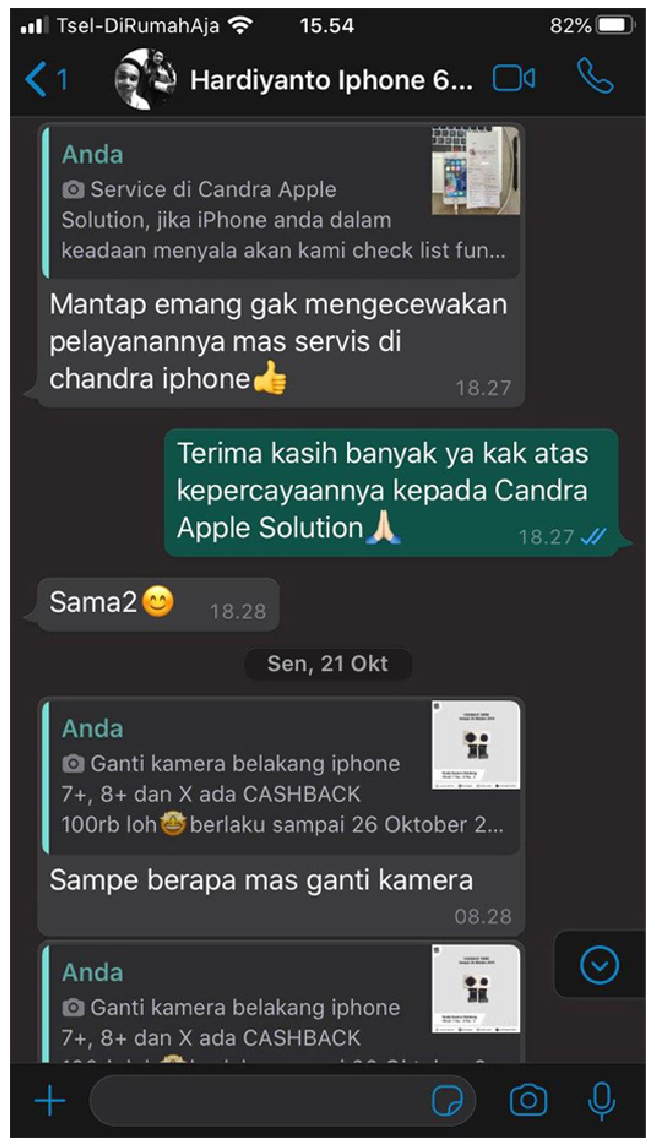 Tsel-DiRumahAja 15.54 82%
1 Hardiyanto Iphone 6...
Anda
Service di Candra Apple
Solution, jika iPhone anda dalam
keadaan menyala akan kami check list fun...
Mantap emang gak mengecewakan
pelayanannya mas servis di
chandra iphone👍
18.27
Terima kasih banyak ya kak atas
kepercayaannya kepada Candra
Apple Solution🙏🏻
18.27
Sama2😊 18.28
Sen, 21 Okt
Anda
Ganti kamera belakang iphone
7+, 8+ dan X ada CASHBACK
100rb loh🤩berlaku sampai 26 Oktober 2...
Sampe berapa mas ganti kamera
08.28
Anda
Ganti kamera belakang iphone
7+, 8+ dan X ada CASHBACK